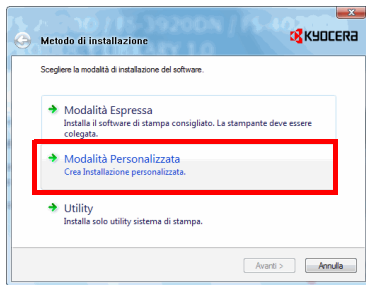 Metodo di installazione
KYOCERA
Scegliere la modalità di installazione del software.
Modalità Espressa
Installa il software di stampa consigliato. La stampante deve essere
colegata.
Modalità Personalizzata
Crea Installazione personalizzata.
Utility
Installa solo utility sistema di stampa.
Avanti >
Annulla